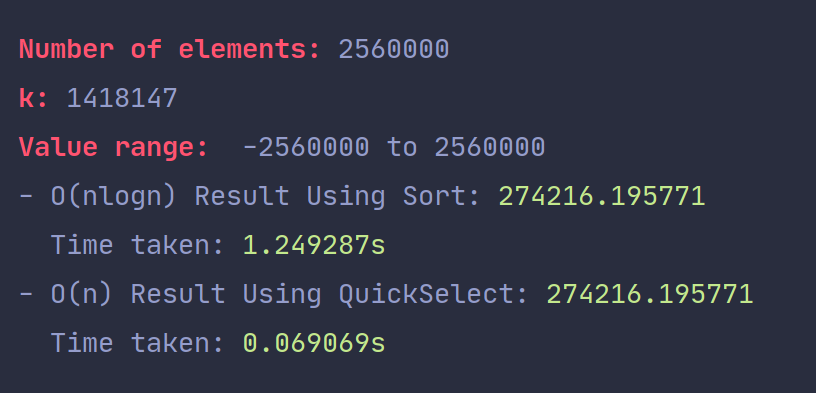 Number of elements: 2560000
k: 1418147
Value range:  -2560000 to 2560000
- O(nlogn) Result Using Sort: 274216.195771
  Time taken: 1.249287s
- O(n) Result Using QuickSelect: 274216.195771
  Time taken: 0.069069s